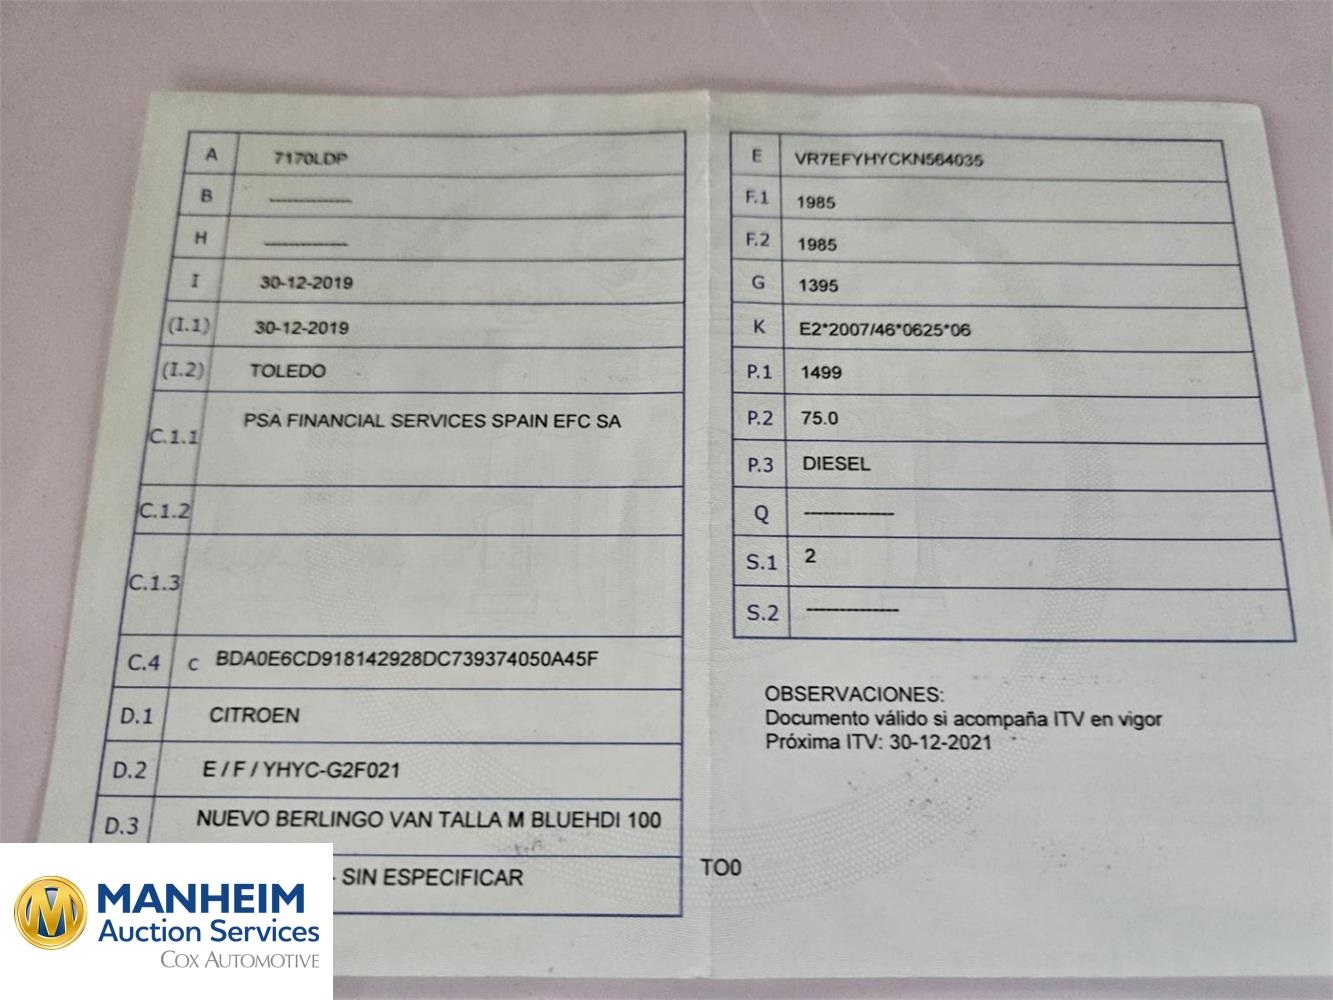 A 7170LDP
B -------------
H -------------
I 30-12-2019
(I.1) 30-12-2019
(I.2) TOLEDO
C.1.1 PSA FINANCIAL SERVICES SPAIN EFC SA
C.1.2
C.1.3
C.4 c BDA0E6CD918142928DC739374050A45F
D.1 CITROEN
D.2 E / F / YHYC-G2F021
D.3 NUEVO BERLINGO VAN TALLA M BLUEHDI 100
- SIN ESPECIFICAR
E VR7EFYHYCKN564035
F.1 1985
F.2 1985
G 1395
K E2*2007/46*0625*06
P.1 1499
P.2 75.0
P.3 DIESEL
Q --------------
S.1 2
S.2 --------------
OBSERVACIONES:
Documento válido si acompaña ITV en vigor
Próxima ITV: 30-12-2021
TO0
MANHEIM
Auction Services
COX AUTOMOTIVE